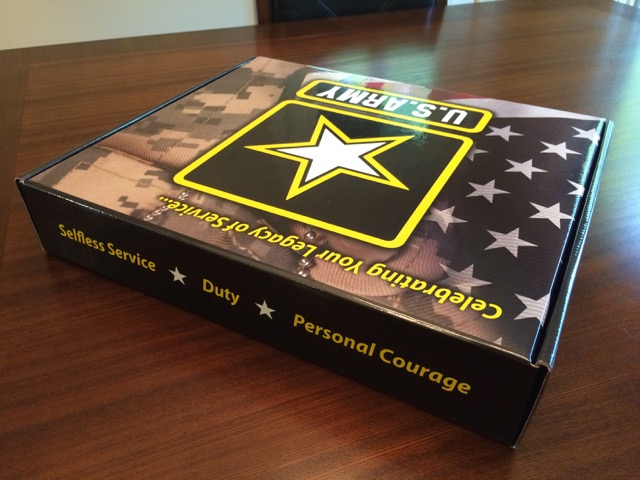 U.S.ARMY
Celebrating Your Legacy of Service...
Selfless Service ★ Duty ★ Personal Courage